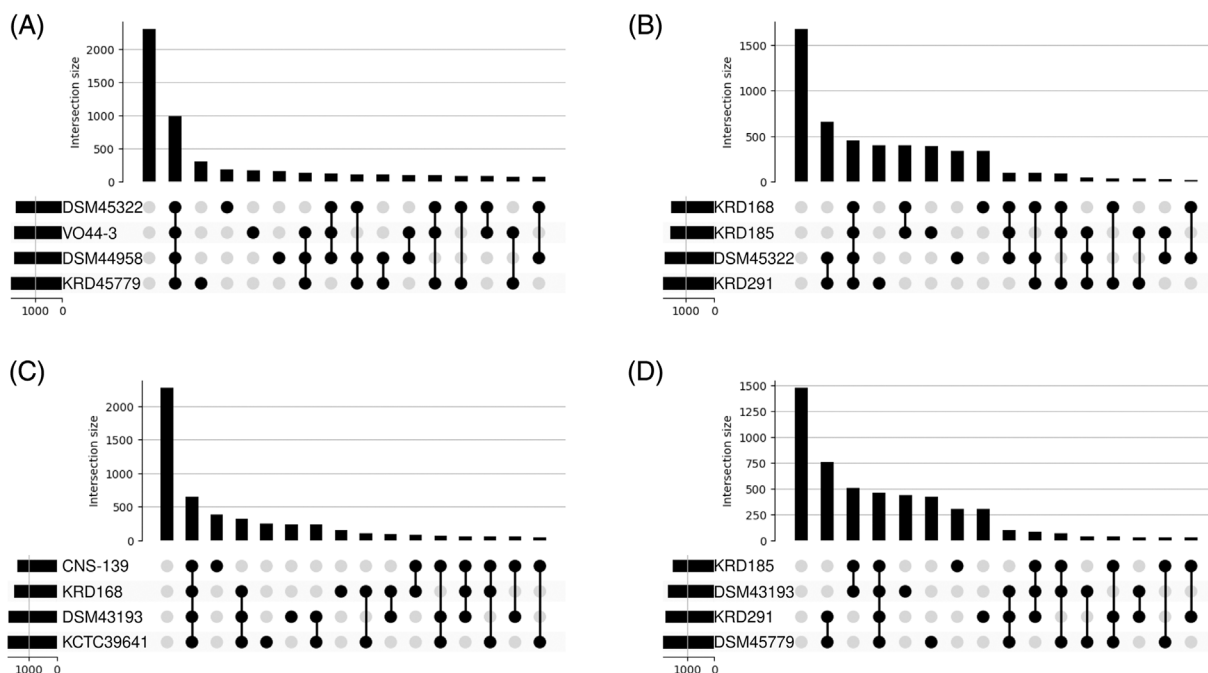 (A)
Intersection size
2000
1500
1000
500
0
DSM45322
VO44-3
DSM44958
KRD45779
1000 0
(B)
Intersection size
1500
1000
500
0
KRD168
KRD185
DSM45322
KRD291
1000 0
(C)
Intersection size
2000
1500
1000
500
0
CNS-139
KRD168
DSM43193
KCTC39641
1000 0
(D)
Intersection size
1500
1250
1000
750
500
250
0
KRD185
DSM43193
KRD291
DSM45779
1000 0